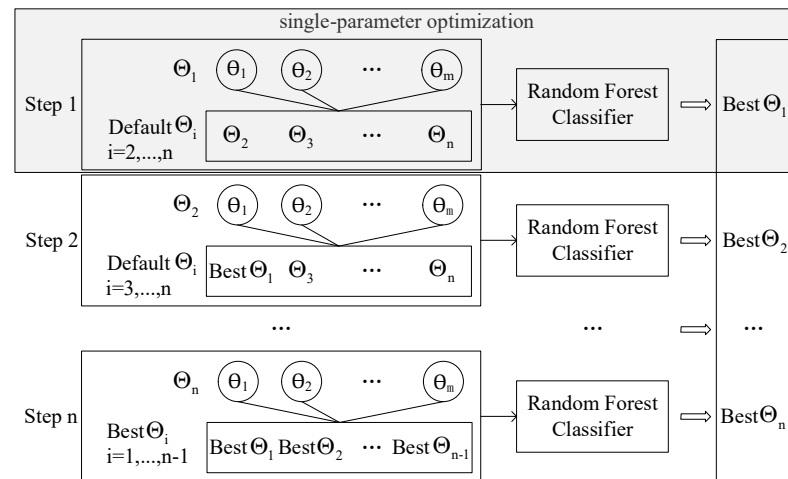 single-parameter optimization
Step 1
Θ1 θ1 θ2 ··· θm
Default Θi
i=2,...,n
Θ2 Θ3 ··· Θn
Random Forest
Classifier
Best Θ1
Step 2
Θ2 θ1 θ2 ··· θm
Default Θi
i=3,...,n
Best Θ1 Θ3 ··· Θn
Random Forest
Classifier
Best Θ2
··· ··· ···
Step n
Θn θ1 θ2 ··· θm
Best Θi
i=1,...,n-1
Best Θ1 Best Θ2 ··· Best Θn-1
Random Forest
Classifier
Best Θn